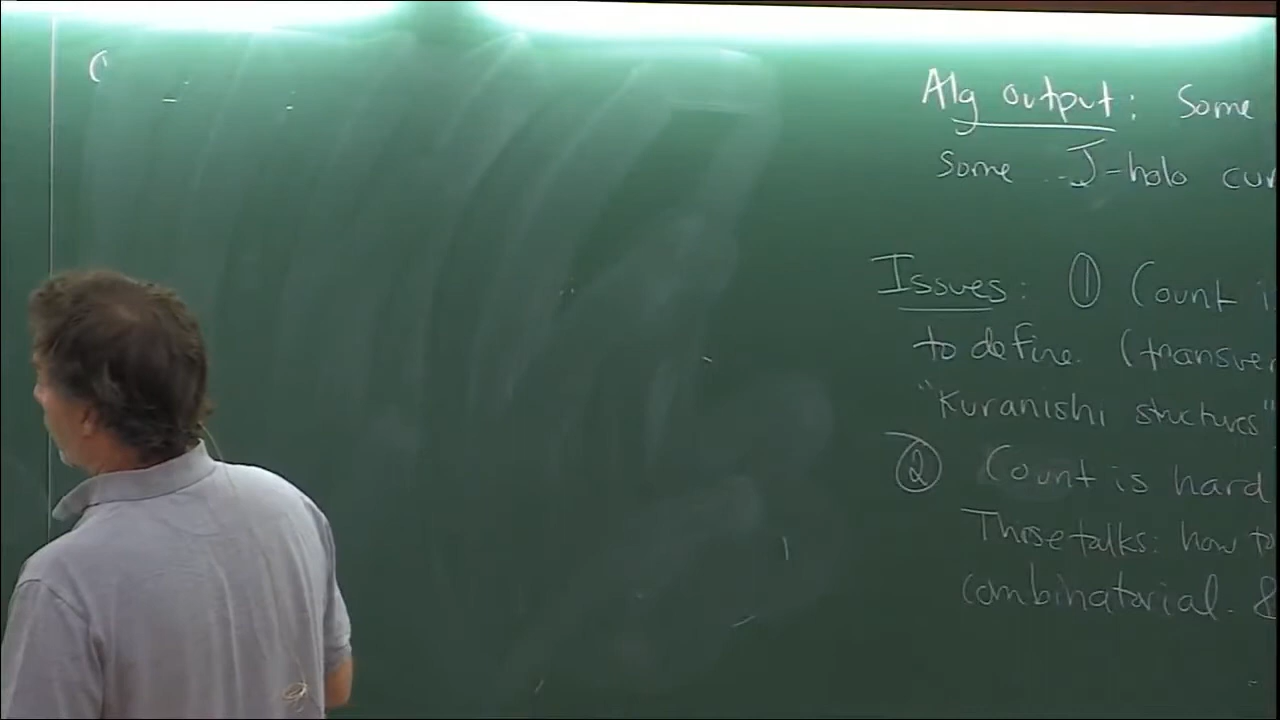 Alg output: Some
some J-holo cur
Issues: ① Count i
to define. (transver
"Kuranishi structures"
② Count is hard
These talks: how to
combinatorial. &